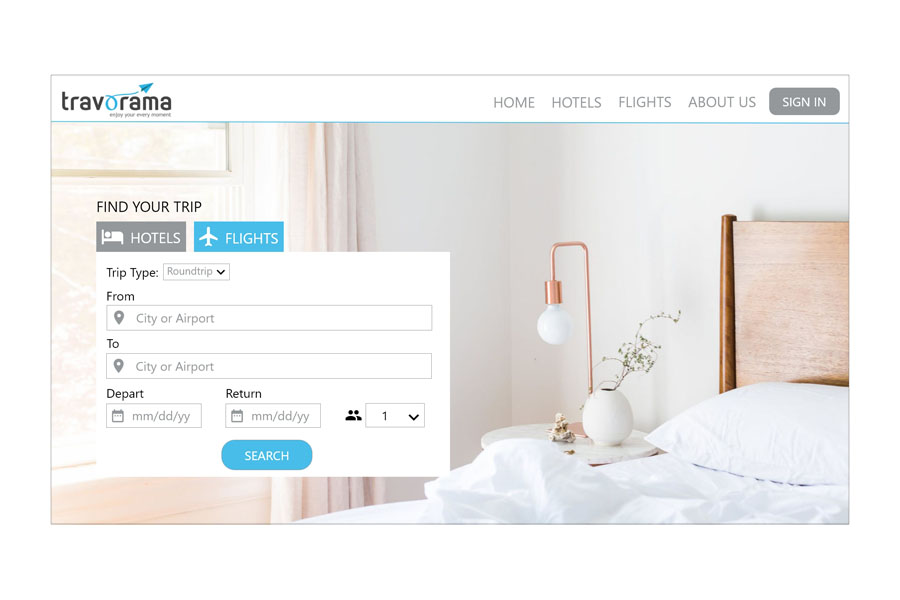 travorama
enjoy your every moment
HOME HOTELS FLIGHTS ABOUT US SIGN IN
FIND YOUR TRIP
HOTELS FLIGHTS
Trip Type: Roundtrip
From
City or Airport
To
City or Airport
Depart Return
mm/dd/yy mm/dd/yy 1
SEARCH